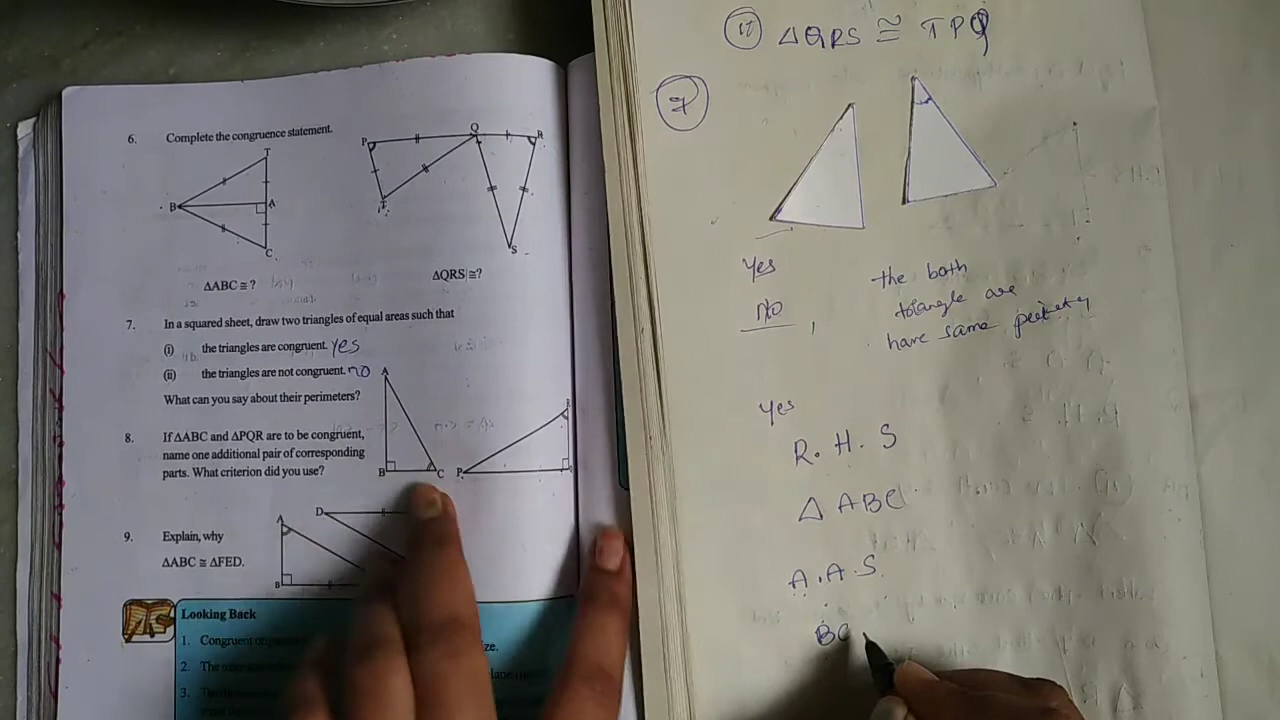 6. Complete the congruence statement.
P Q R
T
B A
T
C
S
ΔABC ≅ ?
ΔQRS ≅ ?
7. In a squared sheet, draw two triangles of equal areas such that
(i) the triangles are congruent. yes
(ii) the triangles are not congruent. no
What can you say about their perimeters?
8. If ΔABC and ΔPQR are to be congruent,
name one additional pair of corresponding
parts. What criterion did you use?
A
B C
P
9. Explain, why
ΔABC ≅ ΔFED.
A
D
B
Looking Back
1. Congruent
2. The
3.
ii ΔQRS ≅ TPQ
7
yes
no ,
the both
triangle are
have same
yes
R.H.S
Δ ABC
A.A.S
BC